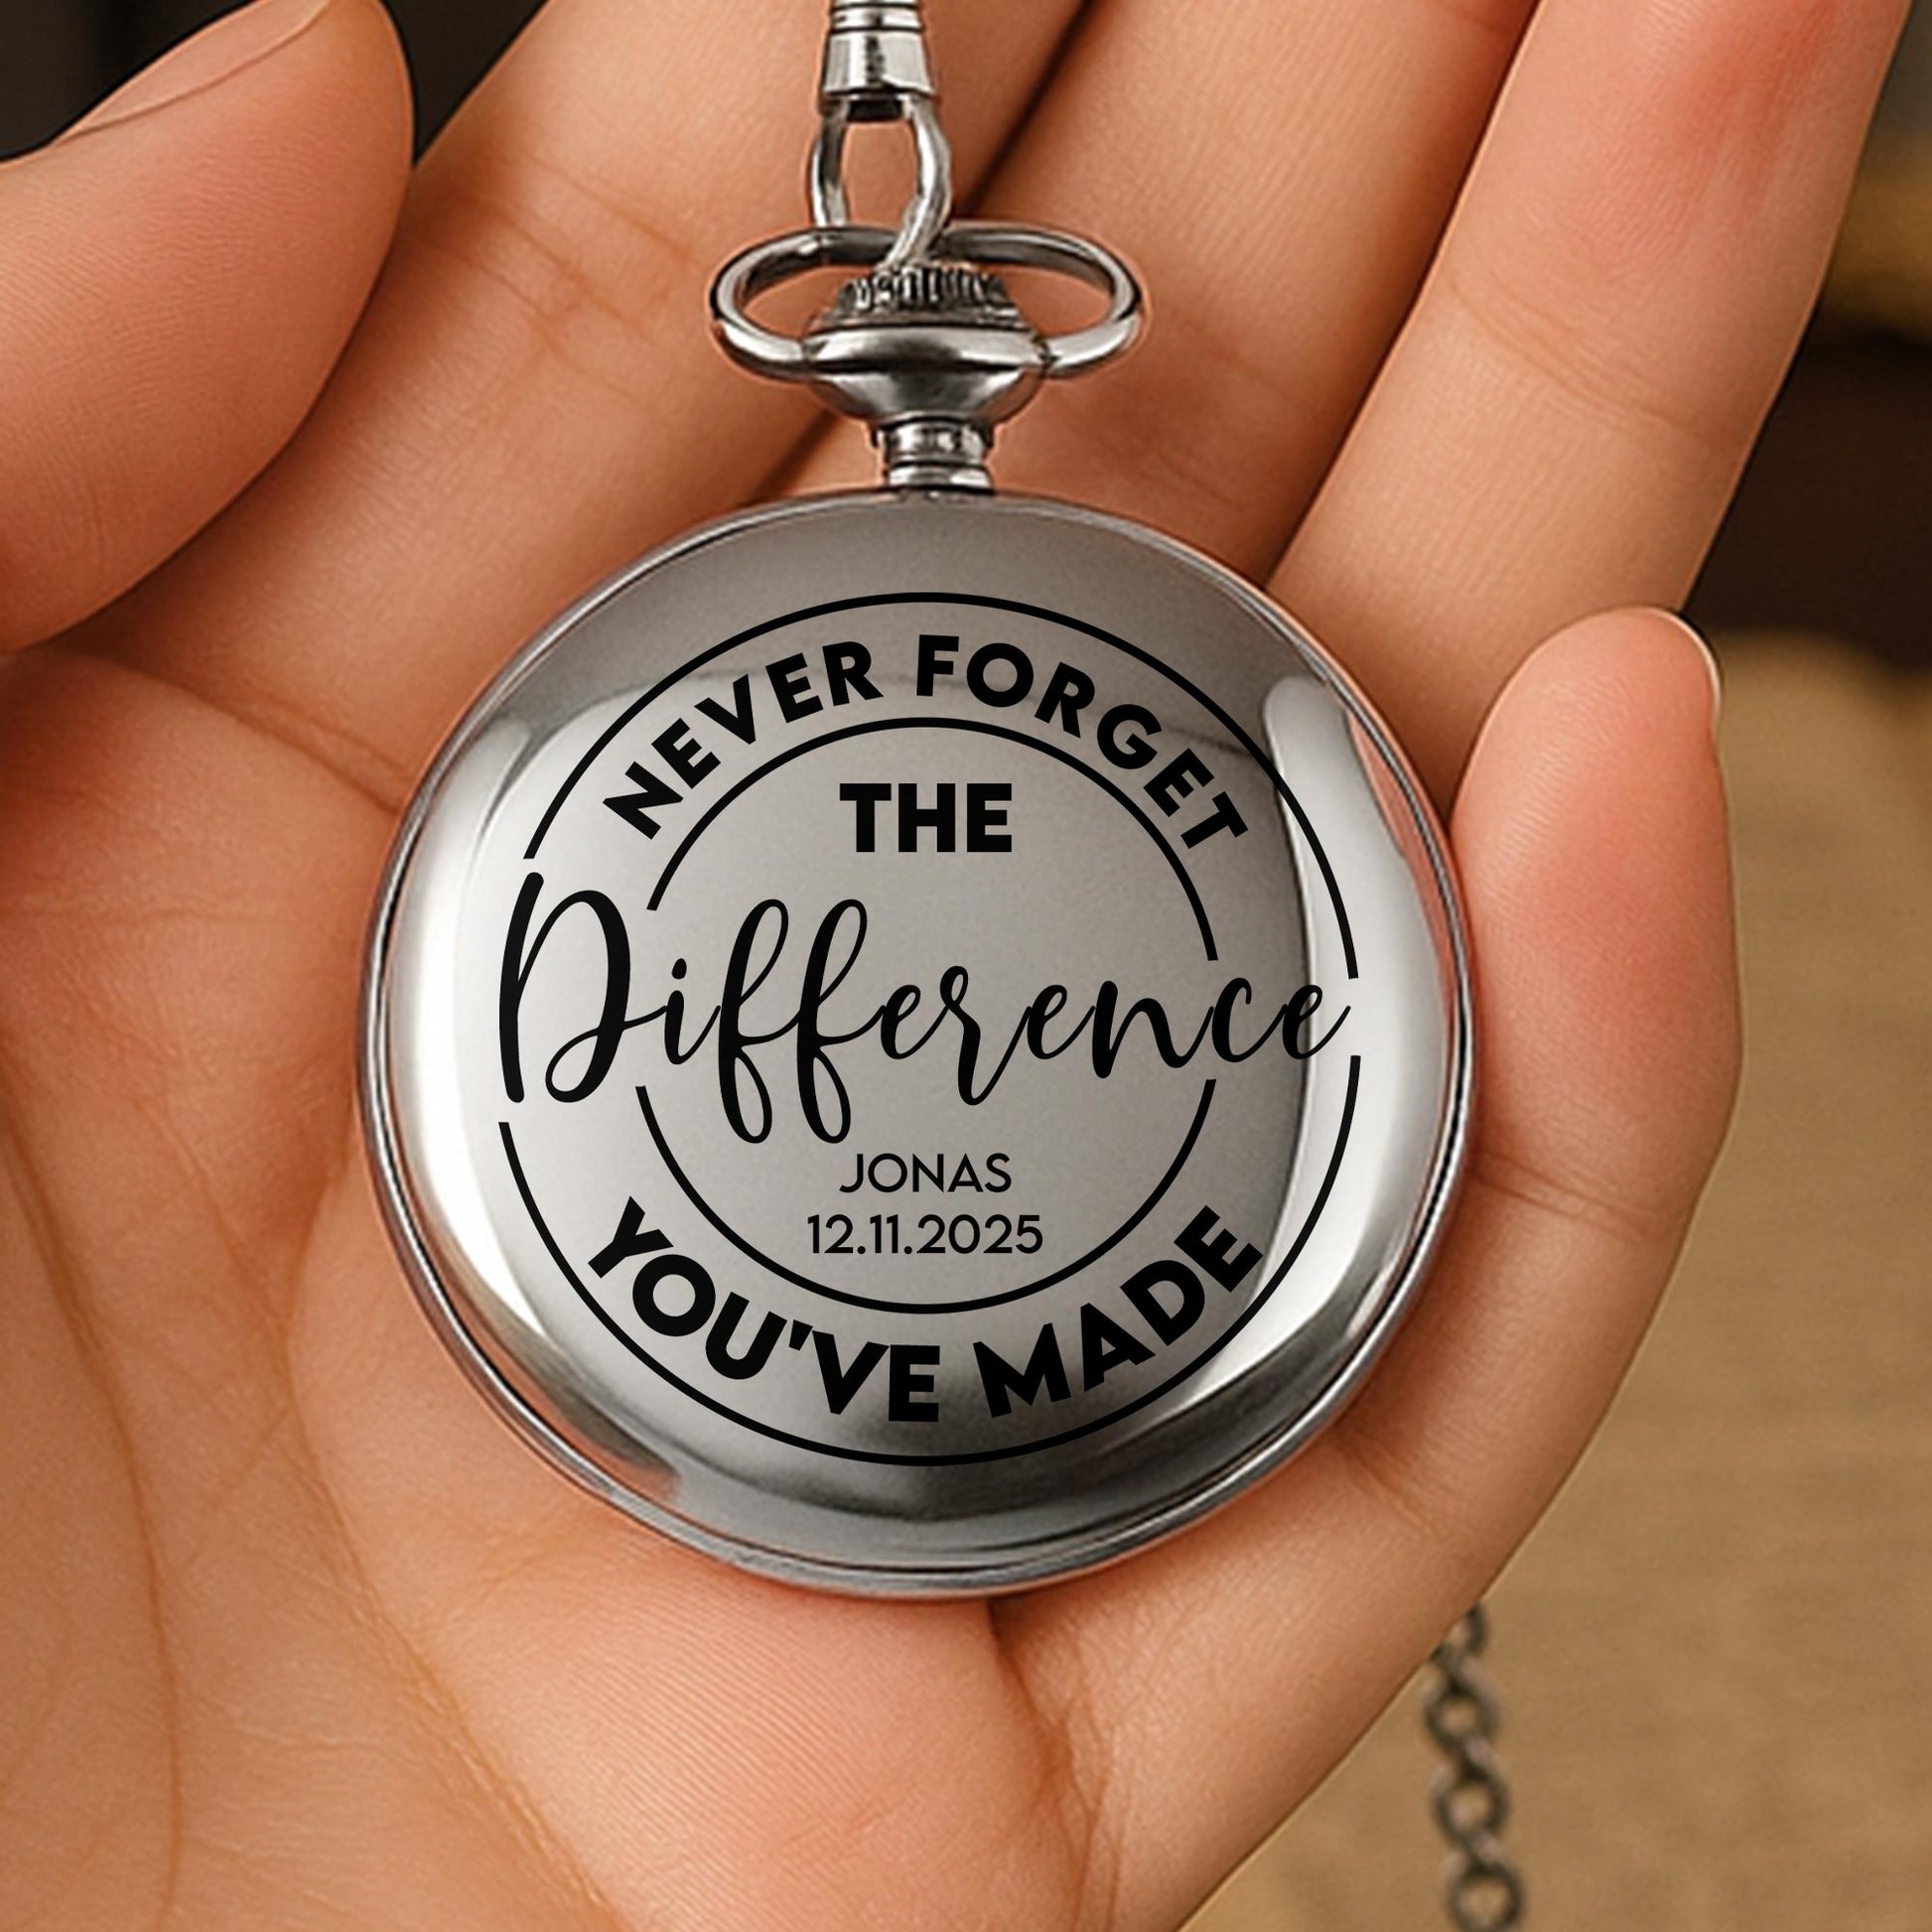 NEVER FORGET
THE
Difference
JONAS
12.11.2025
YOU'VE MADE